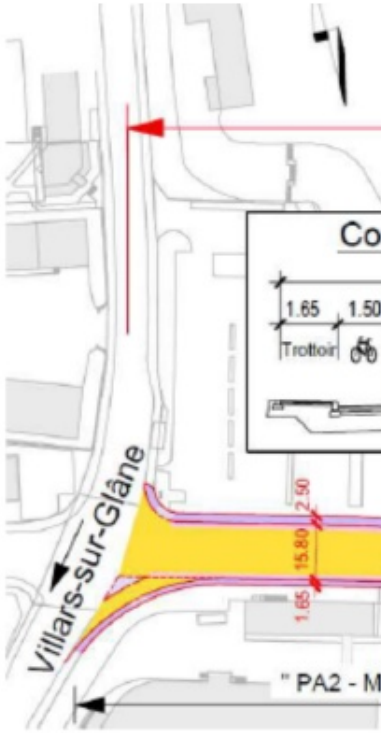 Co
1.65 1.50
Trottoir
Villars-sur-Glâne
2.50
15.80
1.65
" PA2 - M